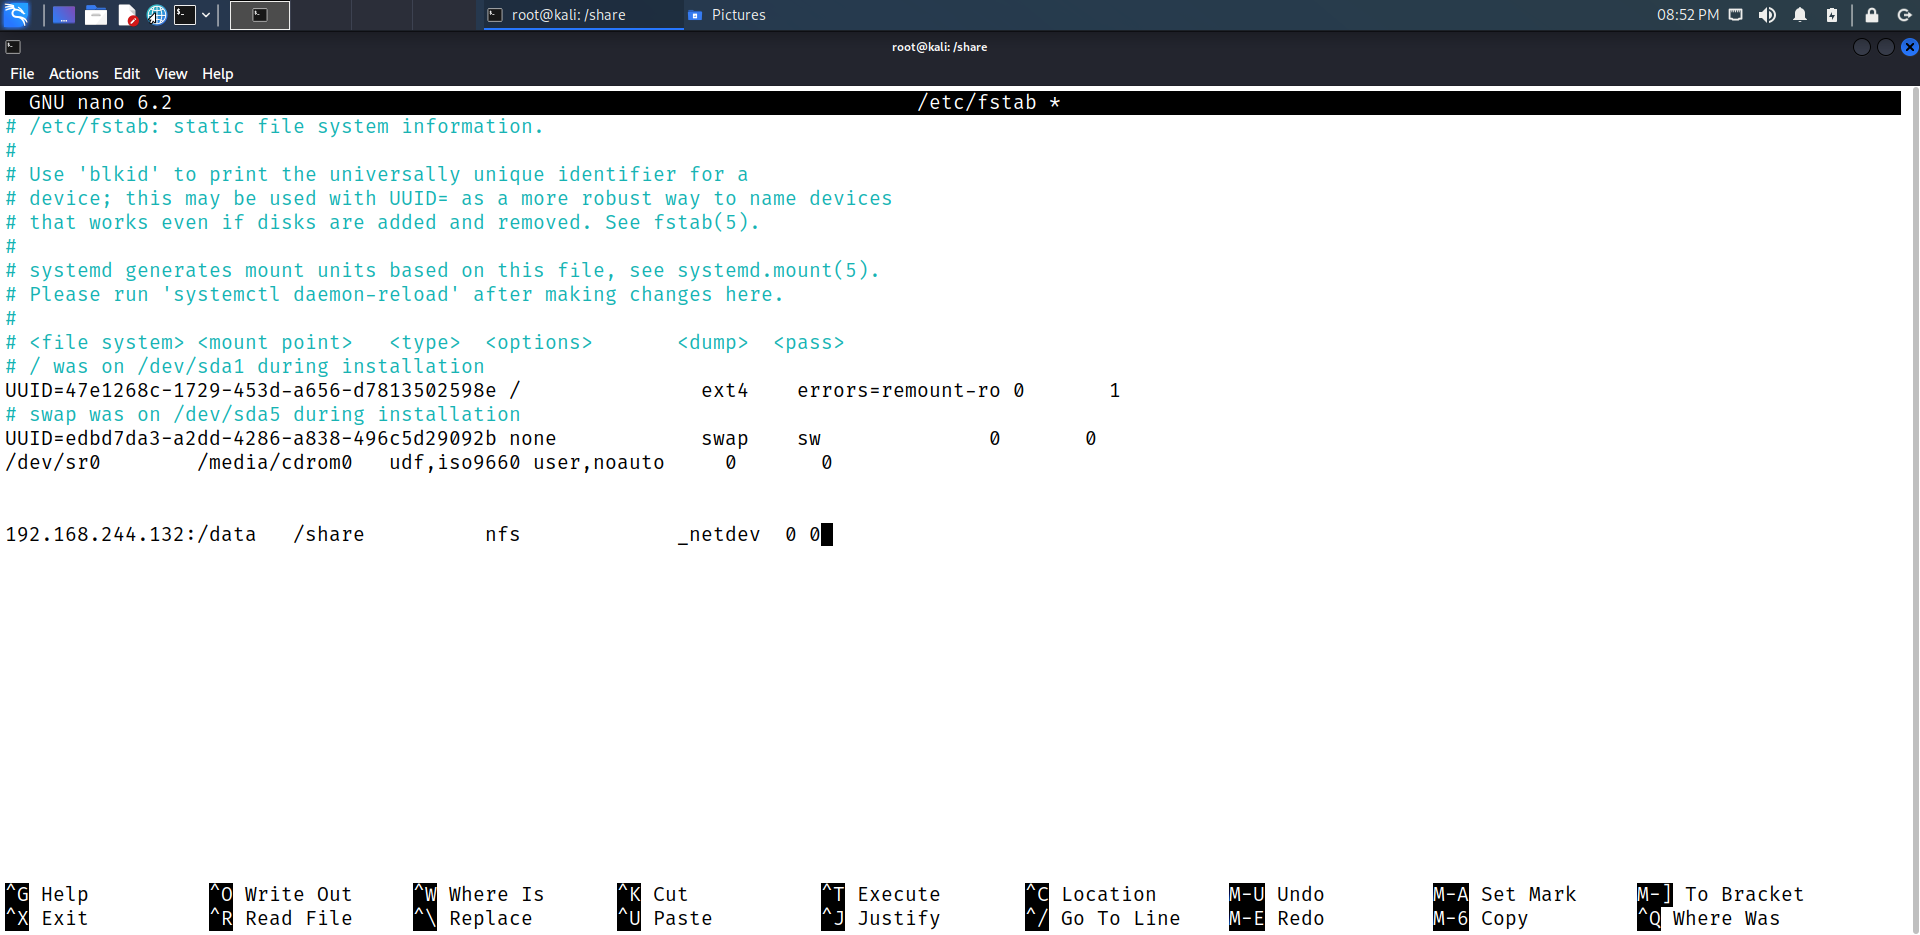 root@kali: /share
Pictures
08:52 PM
root@kali: /share
File Actions Edit View Help
GNU nano 6.2 /etc/fstab *
# /etc/fstab: static file system information.
#
# Use 'blkid' to print the universally unique identifier for a
# device; this may be used with UUID= as a more robust way to name devices
# that works even if disks are added and removed. See fstab(5).
#
# systemd generates mount units based on this file, see systemd.mount(5).
# Please run 'systemctl daemon-reload' after making changes here.
#
# <file system> <mount point> <type> <options> <dump> <pass>
# / was on /dev/sda1 during installation
UUID=47e1268c-1729-453d-a656-d7813502598e / ext4 errors=remount-ro 0 1
# swap was on /dev/sda5 during installation
UUID=edbd7da3-a2dd-4286-a838-496c5d29092b none swap sw 0 0
/dev/sr0 /media/cdrom0 udf,iso9660 user,noauto 0 0
192.168.244.132:/data /share nfs _netdev 0 0
^G Help ^O Write Out ^W Where Is ^K Cut ^T Execute ^C Location M-U Undo M-A Set Mark M-] To Bracket
^X Exit ^R Read File ^\ Replace ^U Paste ^J Justify ^/ Go To Line M-E Redo M-6 Copy ^Q Where Was